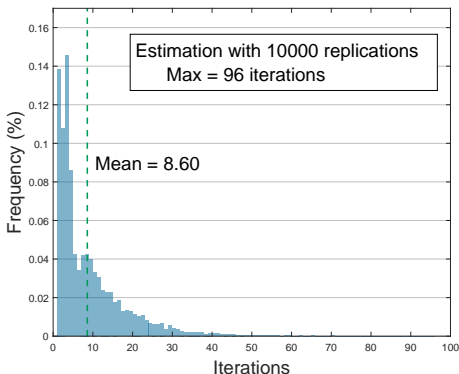 0.16
0.14
0.12
0.1
0.08
0.06
0.04
0.02
0
Frequency (%)
Estimation with 10000 replications
Max = 96 iterations
Mean = 8.60
0 10 20 30 40 50 60 70 80 90 100
Iterations